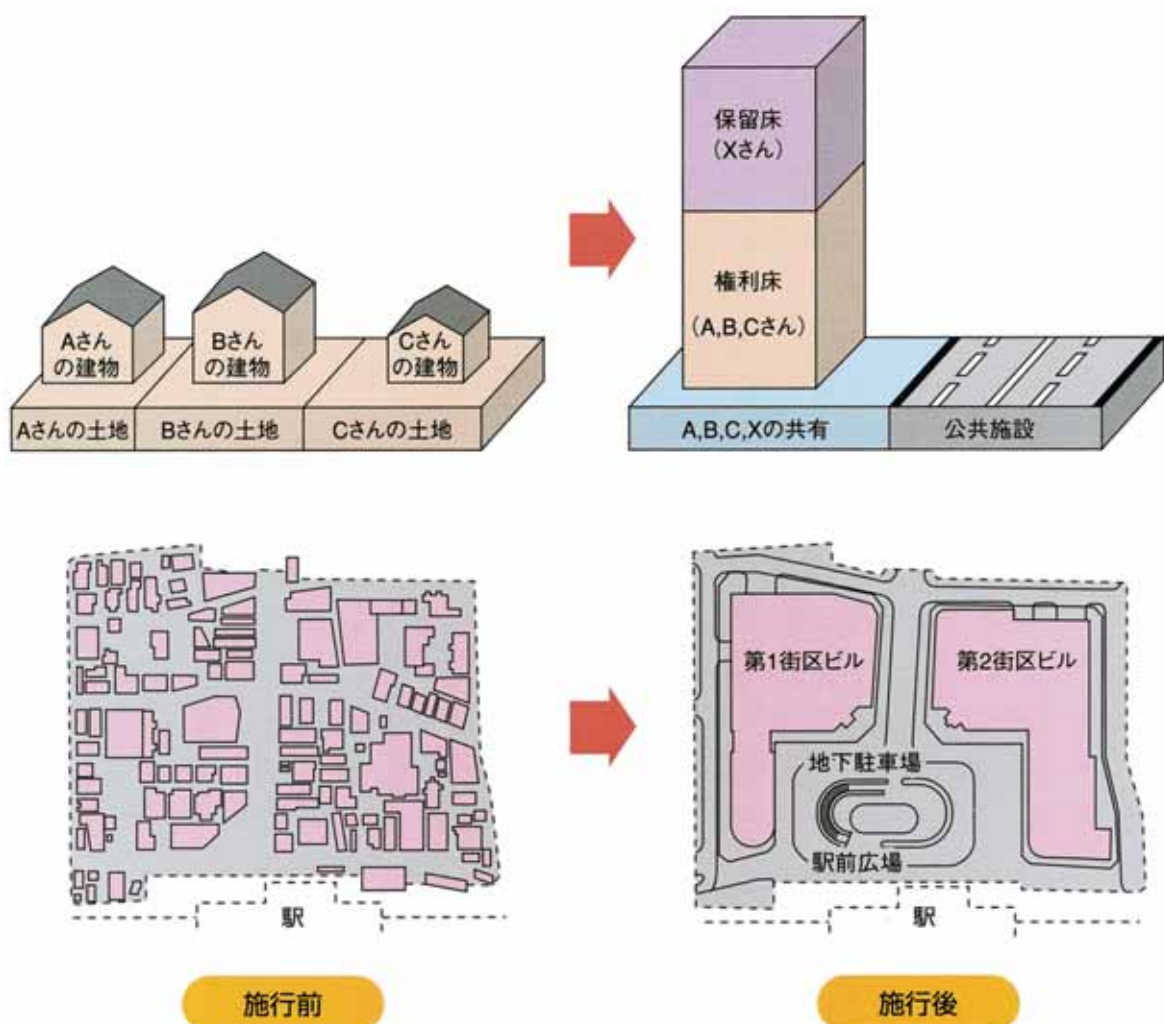 保留床
(Xさん)
権利床
(A,B,Cさん)
Aさん
の建物
Bさん
の建物
Cさん
の建物
Aさんの土地
Bさんの土地
Cさんの土地
A,B,C,Xの共有
公共施設
第1街区ビル
第2街区ビル
地下駐車場
駅前広場
駅
駅
施行前
施行後